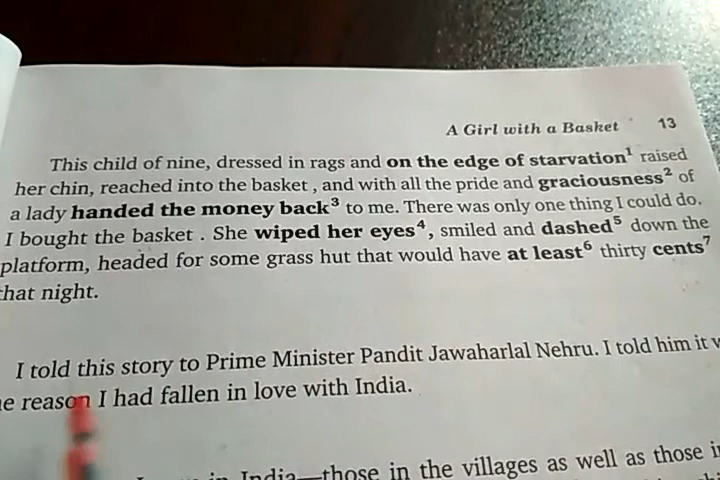 A Girl with a Basket 13
This child of nine, dressed in rags and on the edge of starvation¹ raised
her chin, reached into the basket , and with all the pride and graciousness² of
a lady handed the money back³ to me. There was only one thing I could do.
I bought the basket . She wiped her eyes⁴, smiled and dashed⁵ down the
platform, headed for some grass hut that would have at least⁶ thirty cents⁷
that night.
I told this story to Prime Minister Pandit Jawaharlal Nehru. I told him it
reason I had fallen in love with India.
in India—those in the villages as well as those